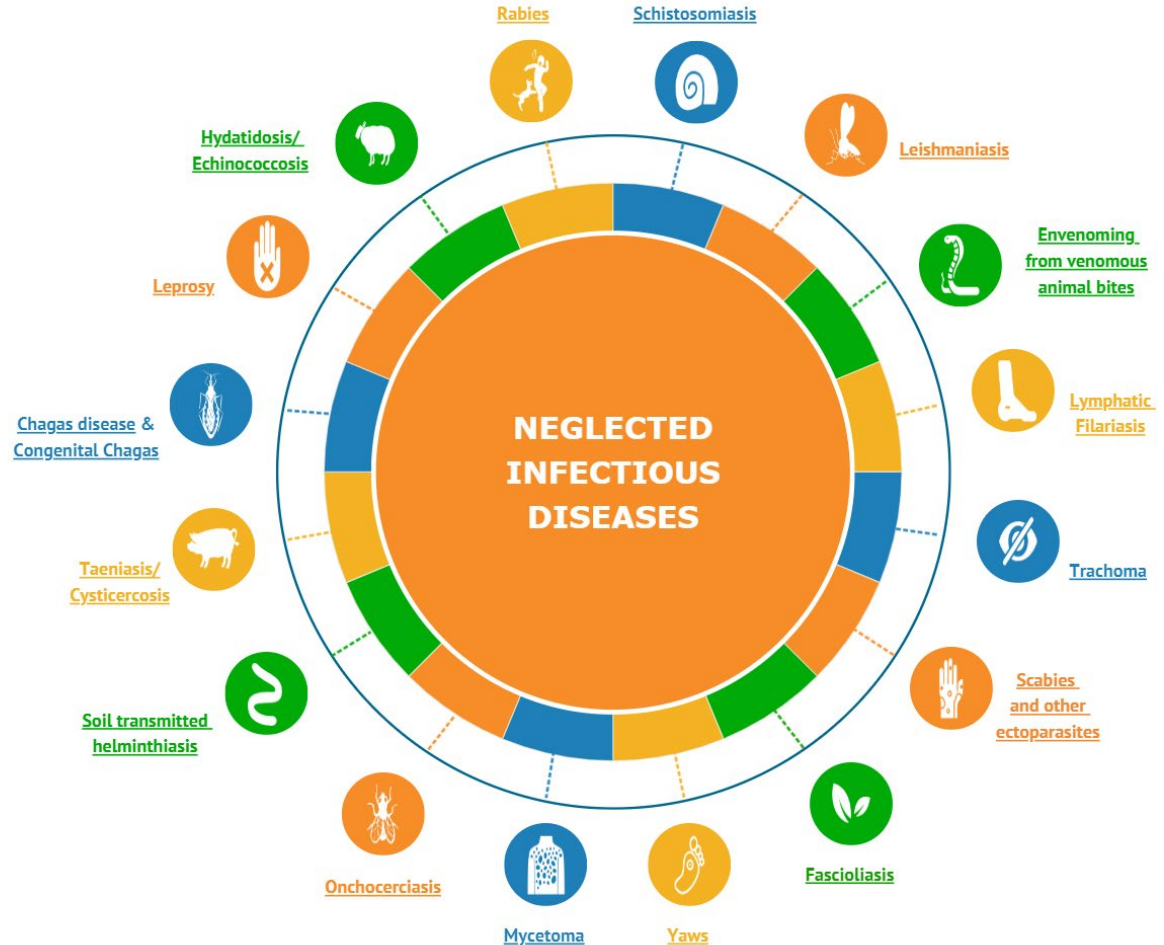 Rabies
Schistosomiasis
Hydatidosis/
Echinococcosis
Leishmaniasis
Leprosy
Envenoming
from venomous
animal bites
Chagas disease &
Congenital Chagas
Lymphatic
Filariasis
NEGLECTED
INFECTIOUS
DISEASES
Taeniasis/
Cysticercosis
Trachoma
Soil transmitted
helminthiasis
Scabies
and other
ectoparasites
Onchocerciasis
Fascioliasis
Mycetoma
Yaws